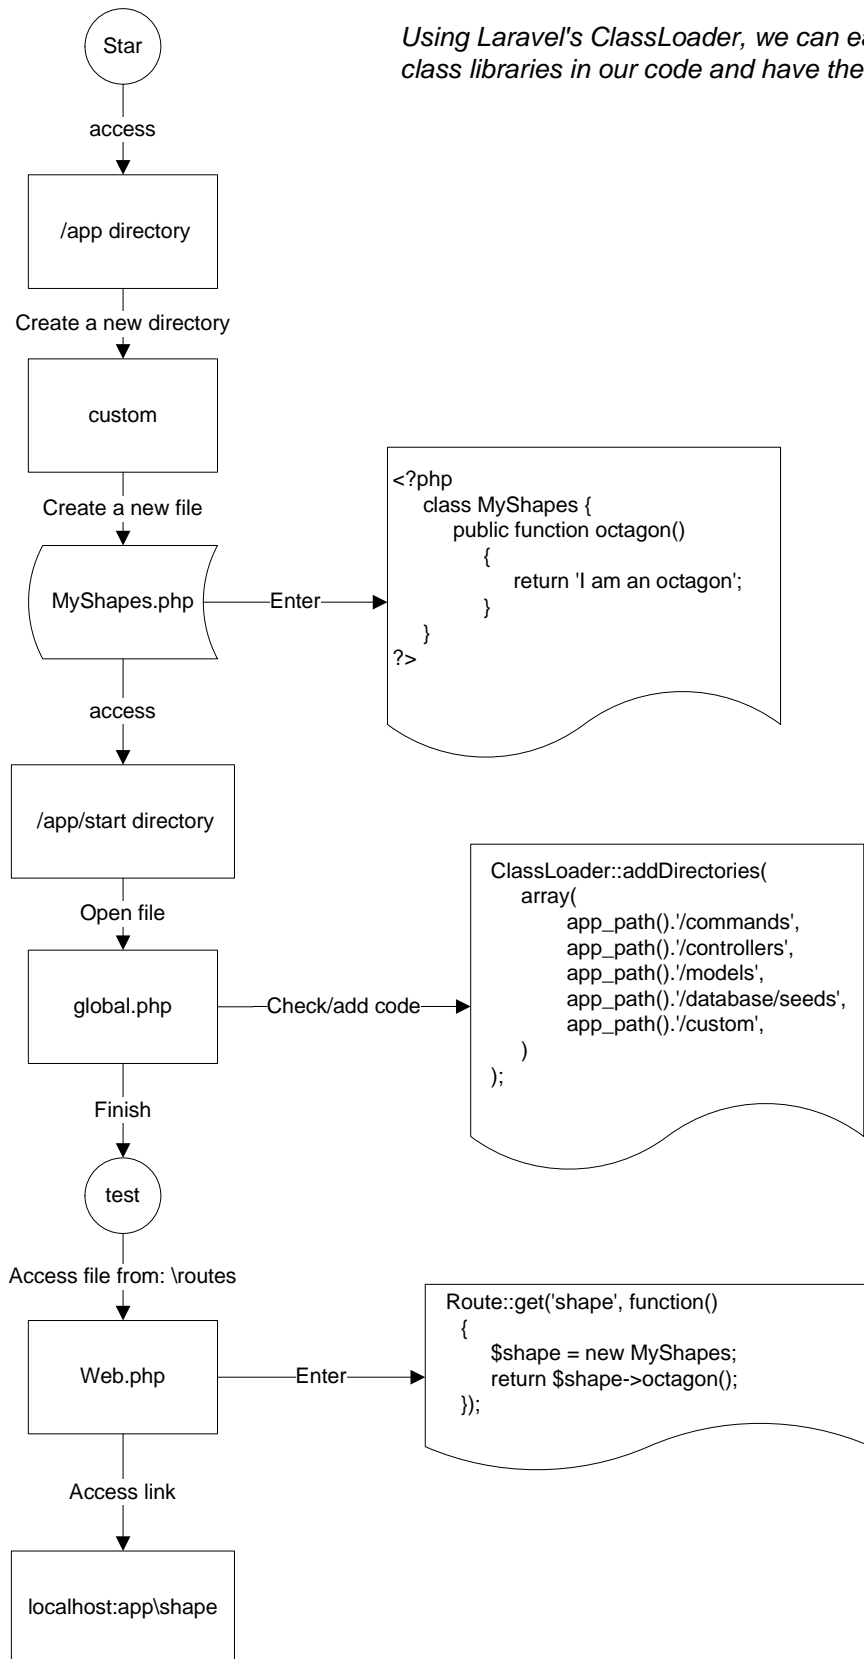 Star
Using Laravel's ClassLoader, we can
class libraries in our code and have
access
/app directory
Create a new directory
custom
Create a new file
MyShapes.php
Enter
<?php
class MyShapes {
public function octagon()
{
return 'I am an octagon';
}
}
?>
access
/app/start directory
Open file
global.php
Check/add code
ClassLoader::addDirectories(
array(
app_path().'/commands',
app_path().'/controllers',
app_path().'/models',
app_path().'/database/seeds',
app_path().'/custom',
)
);
Finish
test
Access file from: \routes
Web.php
Enter
Route::get('shape', function()
{
$shape = new MyShapes;
return $shape->octagon();
});
Access link
localhost:app\shape